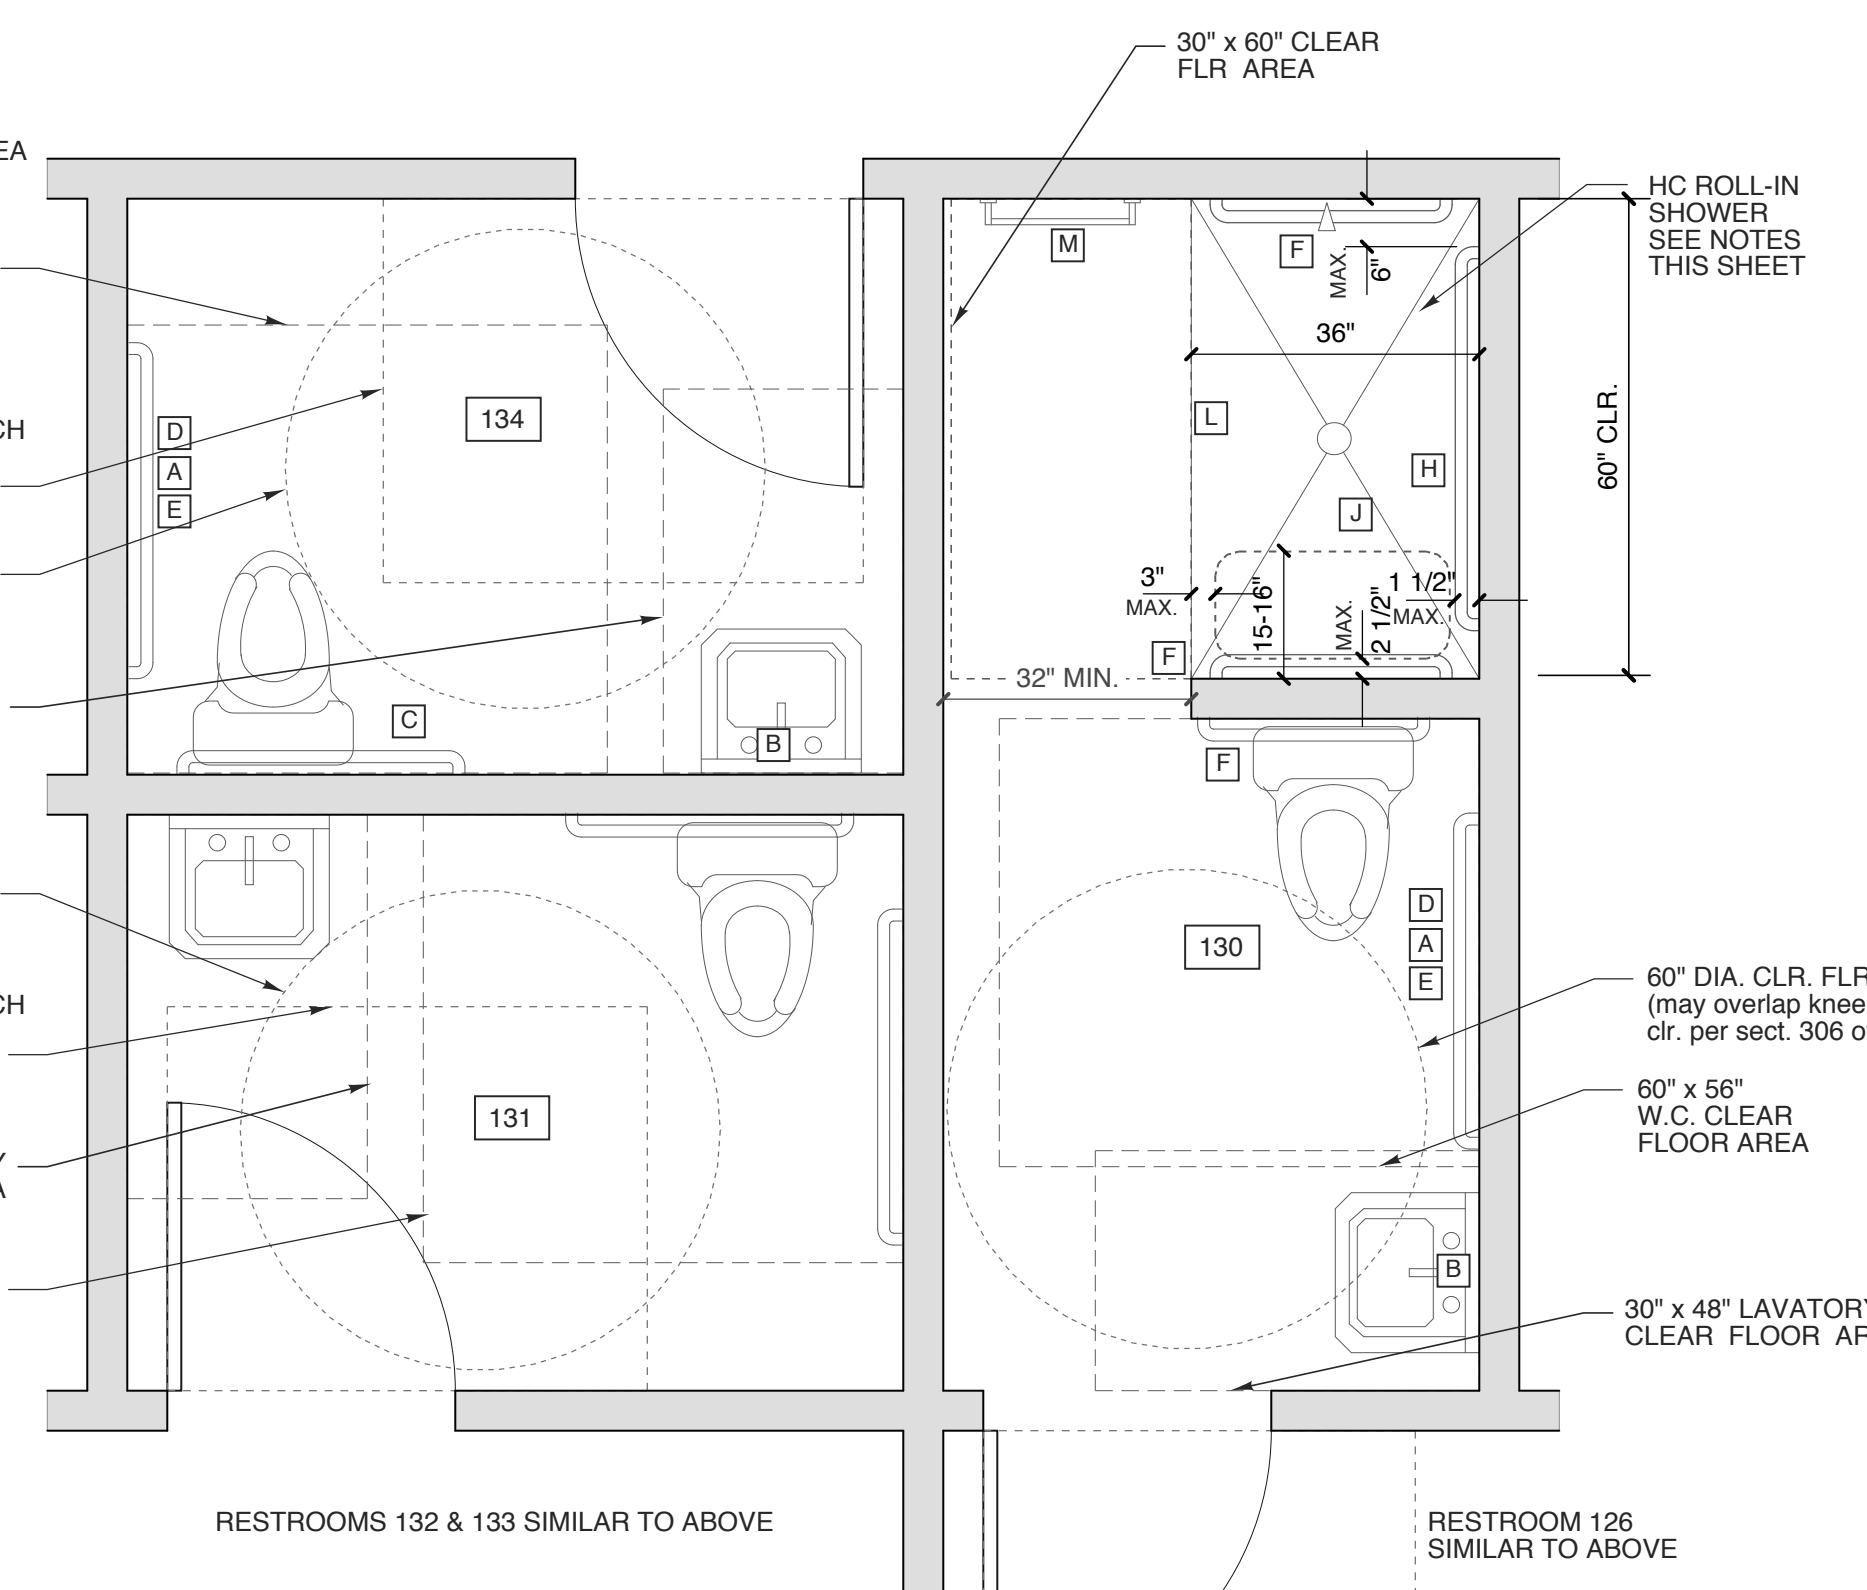 30" x 60" CLEAR
FLR AREA
EA
HC ROLL-IN
SHOWER
SEE NOTES
THIS SHEET
M
F
MAX.
6"
36"
60" CLR.
134
L
CH
D
A
E
H
J
3"
MAX.
15-16"
MAX.
2 1/2"
1 1/2"
MAX.
F
32" MIN.
C
B
F
130
D
A
E
60" DIA. CLR. FLR
(may overlap knee
clr. per sect. 306 o
CH
60" x 56"
W.C. CLEAR
FLOOR AREA
131
Y
A
B
30" x 48" LAVATORY
CLEAR FLOOR AR
RESTROOMS 132 & 133 SIMILAR TO ABOVE
RESTROOM 126
SIMILAR TO ABOVE